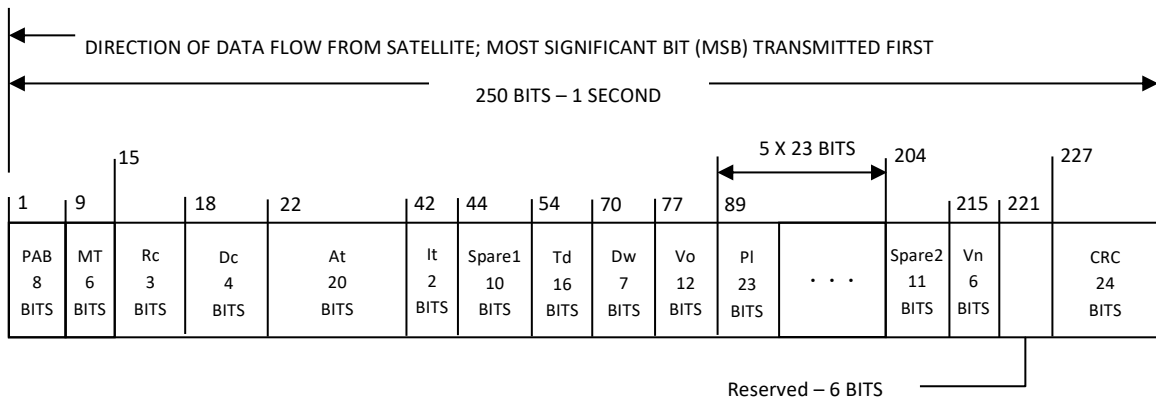 DIRECTION OF DATA FLOW FROM SATELLITE; MOST SIGNIFICANT BIT (MSB) TRANSMITTED FIRST
250 BITS – 1 SECOND
15 5 X 23 BITS 204 227
1 9 18 22 42 44 54 70 77 89 215 221
PAB MT Rc Dc At It Spare1 Td Dw Vo Pl Spare2 Vn CRC
8 6 3 4 20 2 10 16 7 12 23 . . . 11 6 24
BITS BITS BITS BITS BITS BITS BITS BITS BITS BITS BITS BITS BITS BITS
Reserved – 6 BITS